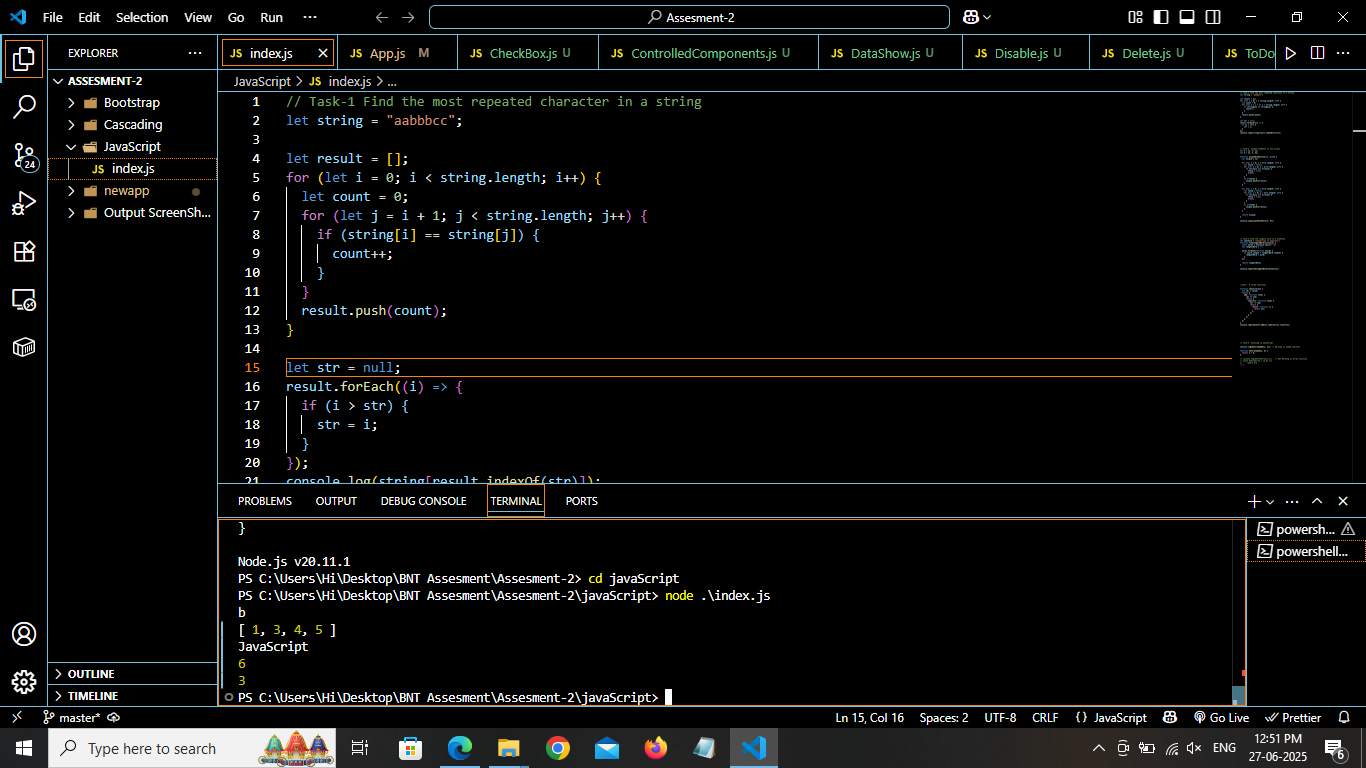 File Edit Selection View Go Run ··· Assesment-2
EXPLORER ···
ASSESMENT-2
Bootstrap
Cascading
JavaScript
JS index.js
newapp
Output ScreenSh...
OUTLINE
TIMELINE
24
JS index.js
JS App.js M
JS CheckBox.js U
JS ControlledComponents.js U
JS DataShow.js U
JS Disable.js U
JS Delete.js U
JS ToDo
JavaScript > JS index.js > ...
1 // Task-1 Find the most repeated character in a string
2 let string = "aabbbcc";
3
4 let result = [];
5 for (let i = 0; i < string.length; i++) {
6 let count = 0;
7 for (let j = i + 1; j < string.length; j++) {
8 if (string[i] == string[j]) {
9 count++;
10 }
11 }
12 result.push(count);
13 }
14
15 let str = null;
16 result.forEach((i) => {
17 if (i > str) {
18 str = i;
19 }
20 });
21 console.log(string[result.indexOf(str)]);
PROBLEMS OUTPUT DEBUG CONSOLE TERMINAL PORTS
}
Node.js v20.11.1
PS C:\Users\Hi\Desktop\BNT Assesment\Assesment-2> cd javaScript
PS C:\Users\Hi\Desktop\BNT Assesment\Assesment-2\javaScript> node .\index.js
b
[ 1, 3, 4, 5 ]
JavaScript
6
3
PS C:\Users\Hi\Desktop\BNT Assesment\Assesment-2\javaScript>
powersh...
powershell...
master* Ln 15, Col 16 Spaces: 2 UTF-8 CRLF {} JavaScript Go Live Prettier
Type here to search
ENG
12:51 PM
27-06-2025
6